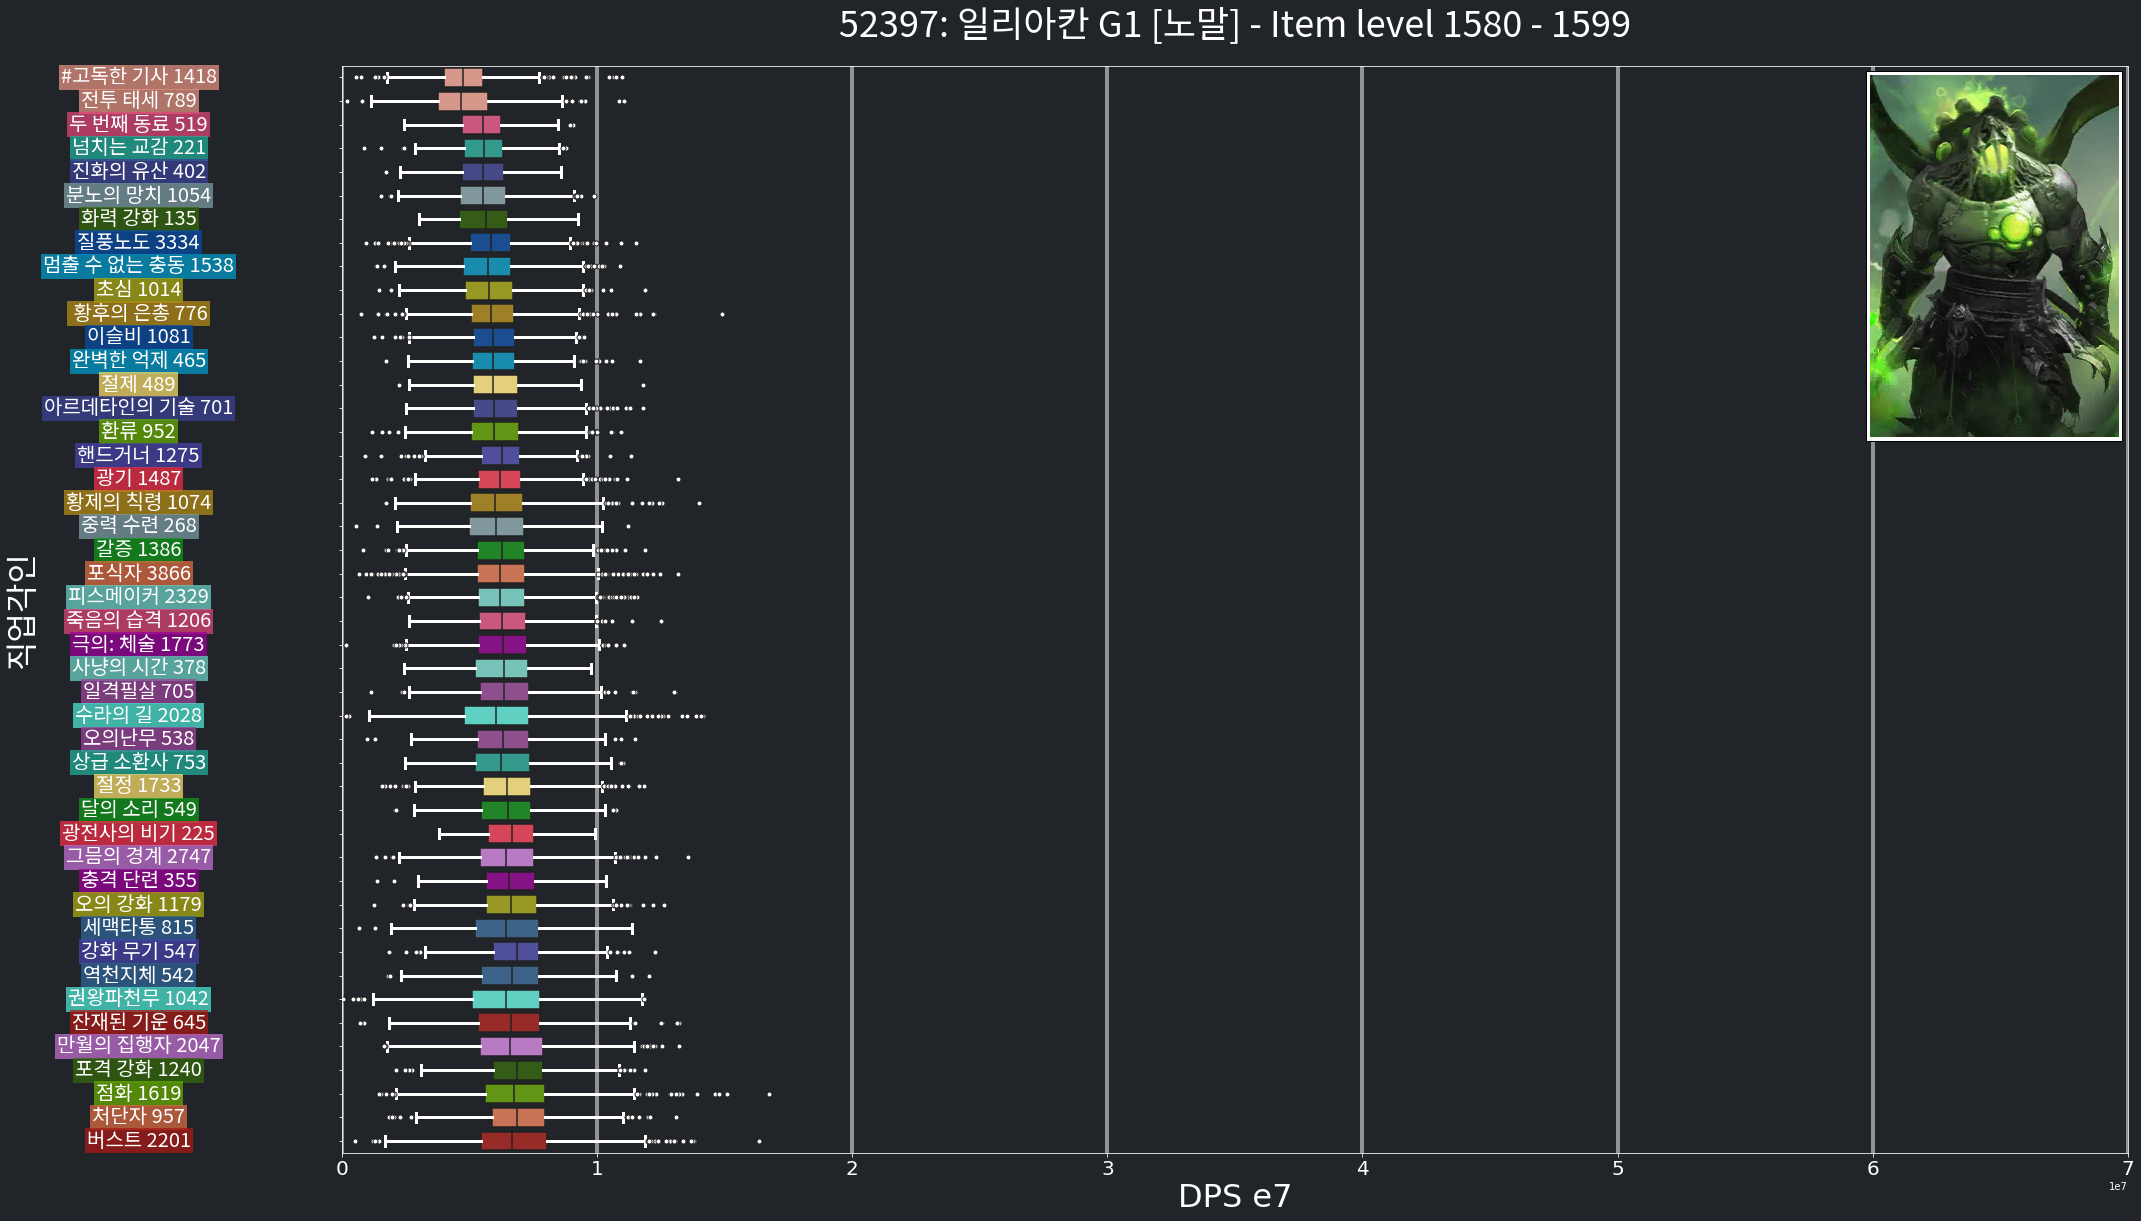 52397: 일리아칸 G1 [노말] - Item level 1580 - 1599
#고독한 기사 1418
전투 태세 789
두 번째 동료 519
넘치는 교감 221
진화의 유산 402
분노의 망치 1054
화력 강화 135
질풍노도 3334
멈출 수 없는 충동 1538
초심 1014
황후의 은총 776
이슬비 1081
완벽한 억제 465
절제 489
아르데타인의 기술 701
환류 952
핸드거너 1275
광기 1487
황제의 칙령 1074
중력 수련 268
갈증 1386
포식자 3866
피스메이커 2329
죽음의 습격 1206
극의: 체술 1773
사냥의 시간 378
일격필살 705
수라의 길 2028
오의난무 538
상급 소환사 753
절정 1733
달의 소리 549
광전사의 비기 225
그믐의 경계 2747
충격 단련 355
오의 강화 1179
세맥타통 815
강화 무기 547
역천지체 542
권왕파천무 1042
잔재된 기운 645
만월의 집행자 2047
포격 강화 1240
점화 1619
처단자 957
버스트 2201
직업각인
0 1 2 3 4 5 6 7
1e7
DPS e7